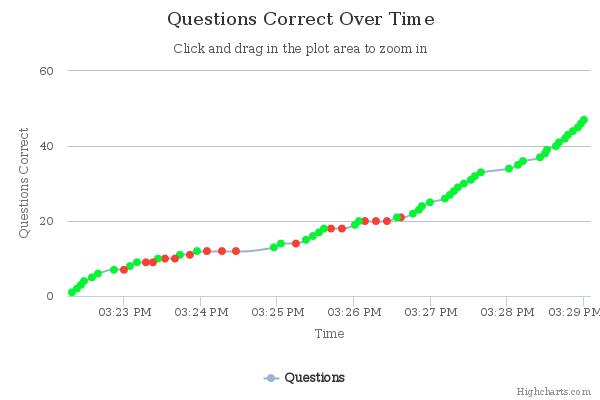 Questions Correct Over Time
Click and drag in the plot area to zoom in
Questions Correct
60
40
20
0
03:23 PM 03:24 PM 03:25 PM 03:26 PM 03:27 PM 03:28 PM 03:29 PM
Time
Questions
Highcharts.com